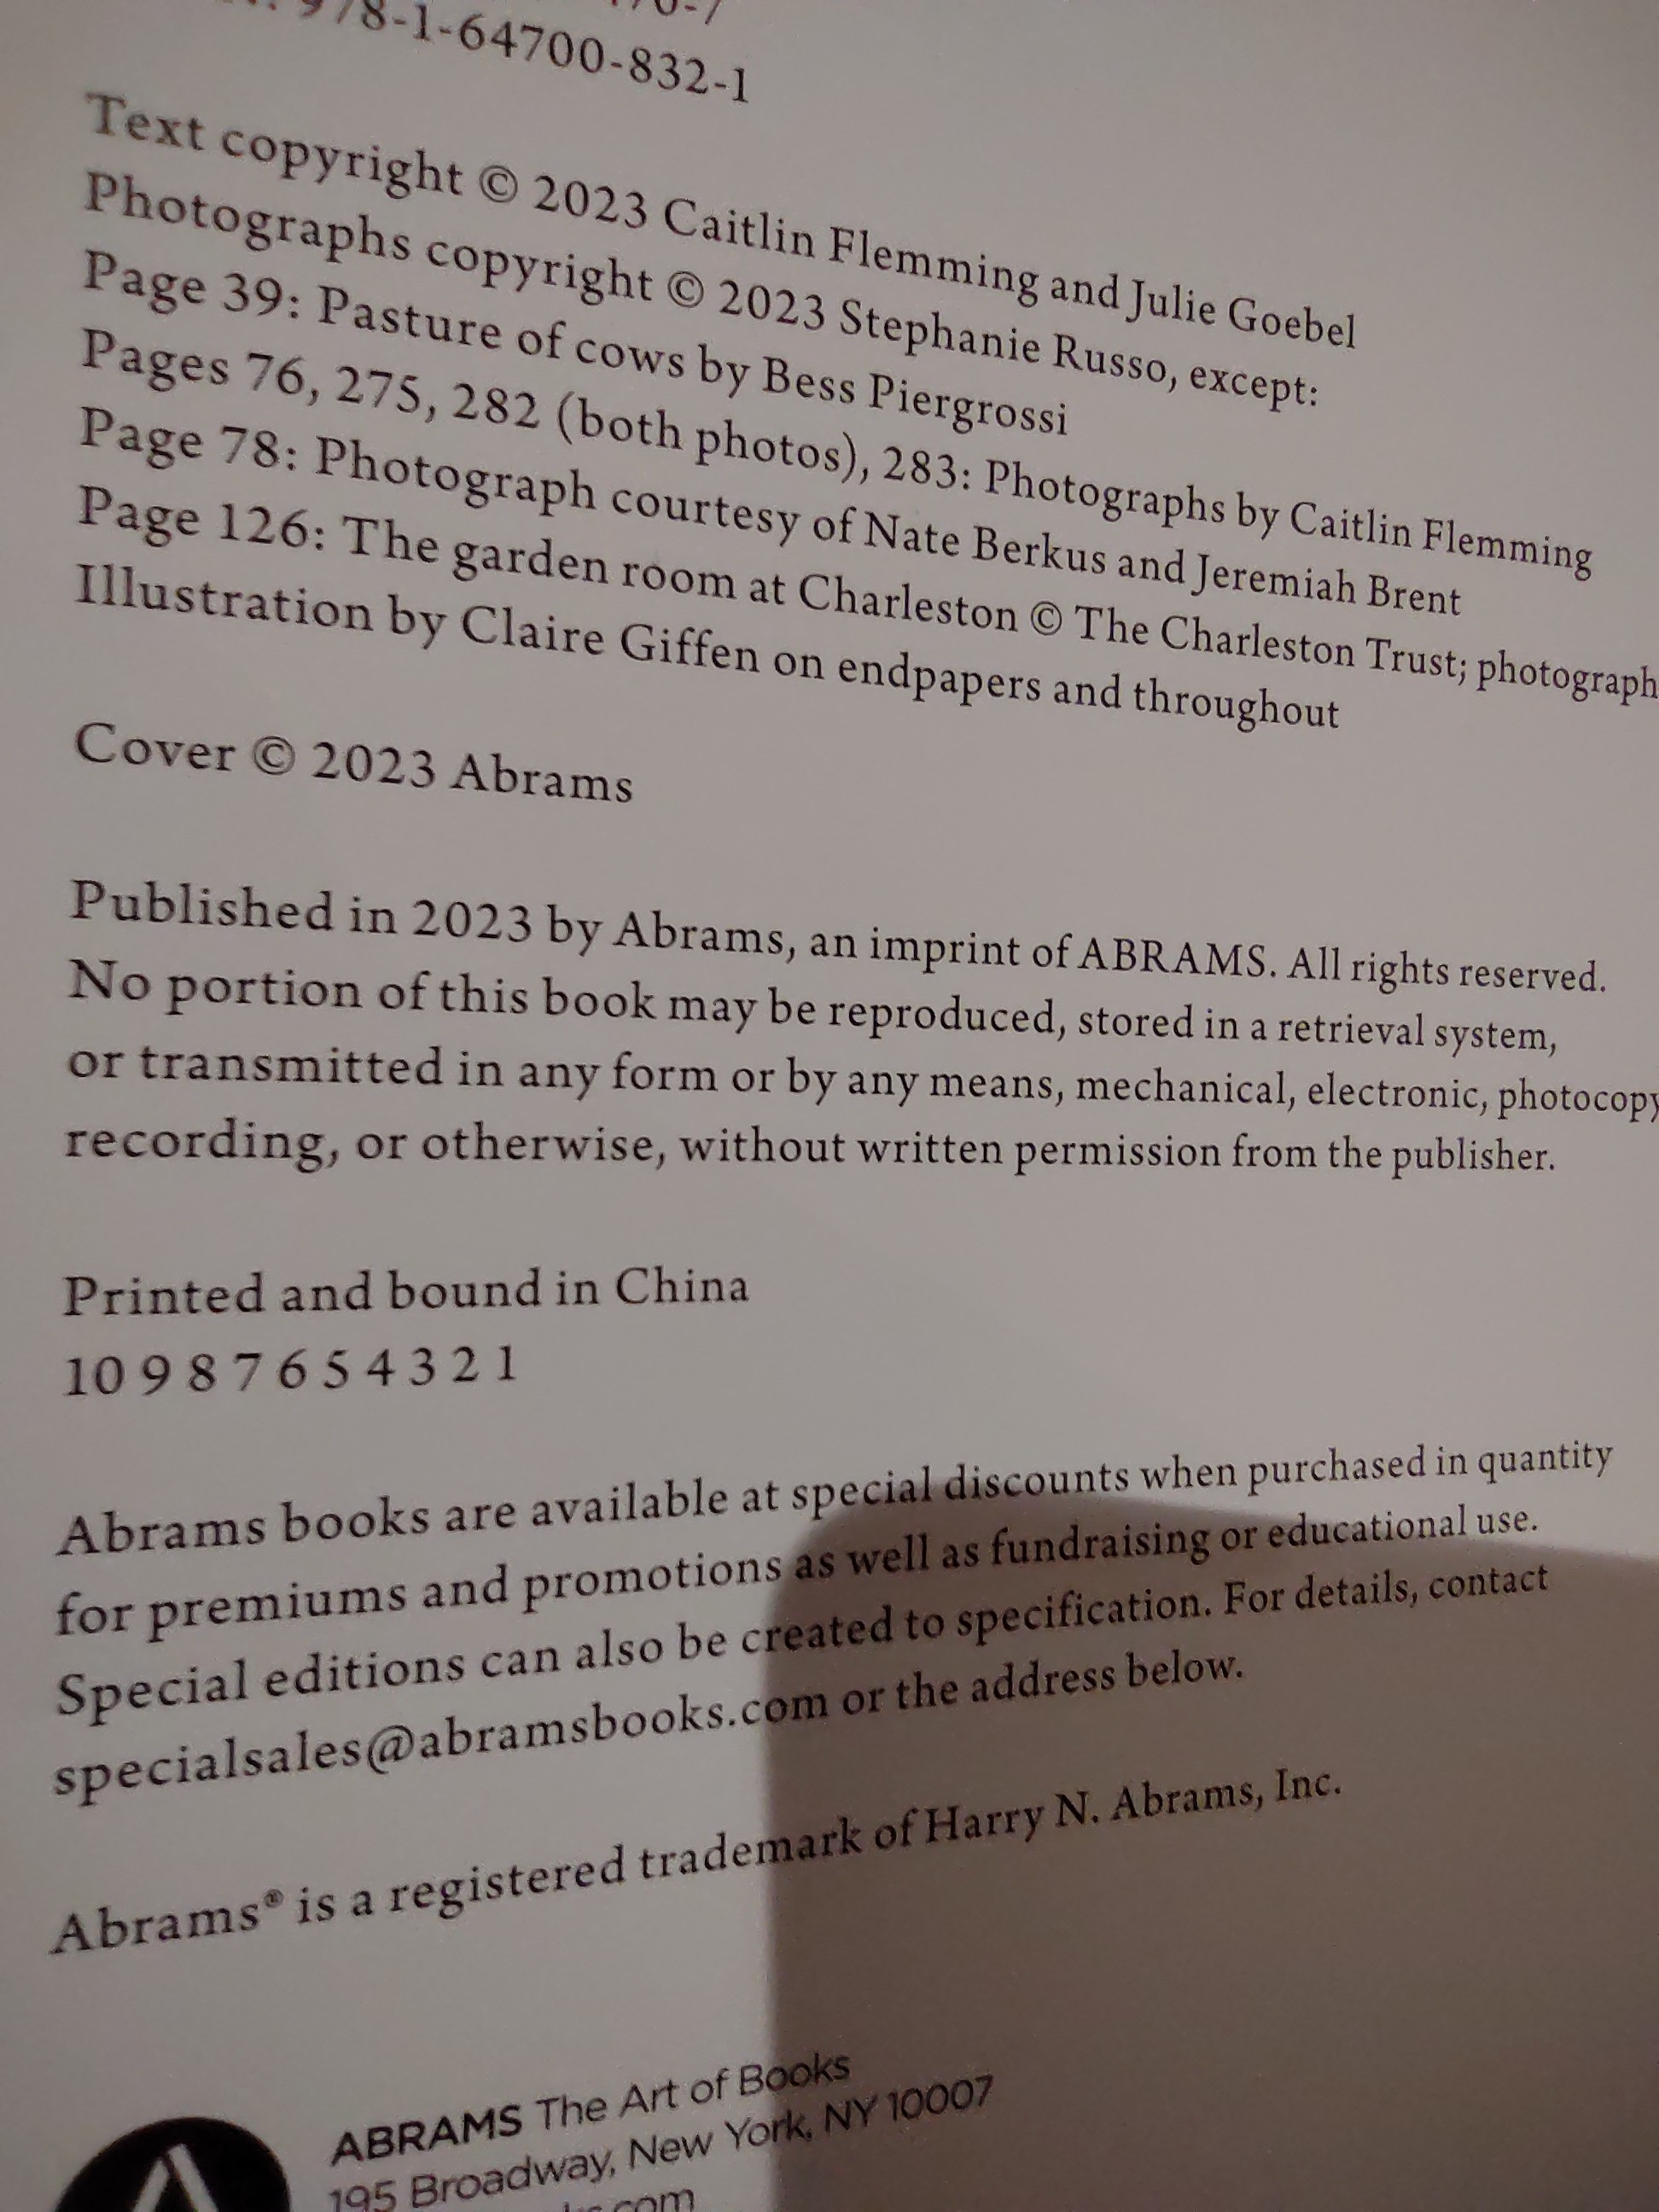 978-1-64700-832-1
Text copyright © 2023 Caitlin Flemming and Julie Goebel
Photographs copyright © 2023 Stephanie Russo, except:
Page 39: Pasture of cows by Bess Piergrossi
Pages 76, 275, 282 (both photos), 283: Photographs by Caitlin Flemming
Page 78: Photograph courtesy of Nate Berkus and Jeremiah Brent
Page 126: The garden room at Charleston © The Charleston Trust; photograph
Illustration by Claire Giffen on endpapers and throughout
Cover © 2023 Abrams
Published in 2023 by Abrams, an imprint of ABRAMS. All rights reserved.
No portion of this book may be reproduced, stored in a retrieval system,
or transmitted in any form or by any means, mechanical, electronic, photocopy
recording, or otherwise, without written permission from the publisher.
Printed and bound in China
10 9 8 7 6 5 4 3 2 1
Abrams books are available at special discounts when purchased in quantity
for premiums and promotions as well as fundraising or educational use.
Special editions can also be created to specification. For details, contact
specialsales@abramsbooks.com or the address below.
Abrams® is a registered trademark of Harry N. Abrams, Inc.
ABRAMS The Art of Books
195 Broadway, New York, NY 10007